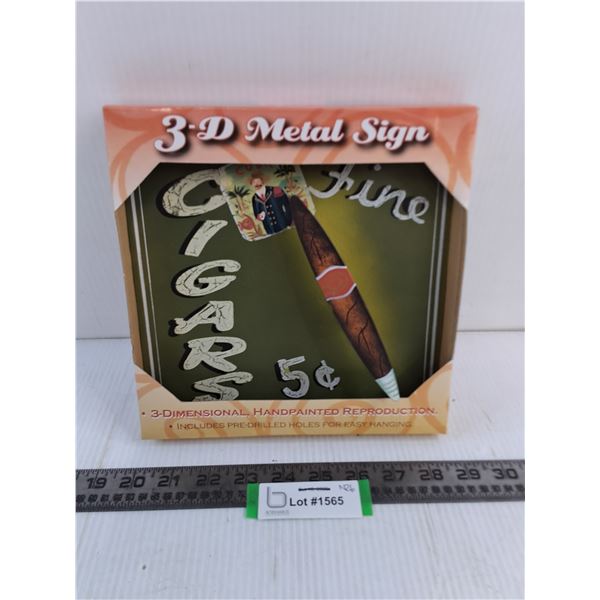 3-D Metal Sign
Fine
CIGARS
5¢
• 3-Dimensional, Handpainted Reproduction.
• Includes pre-drilled holes for easy hanging.
19 20 21 22 23 24 25 26 27 28 29 30
b
Lot #1565